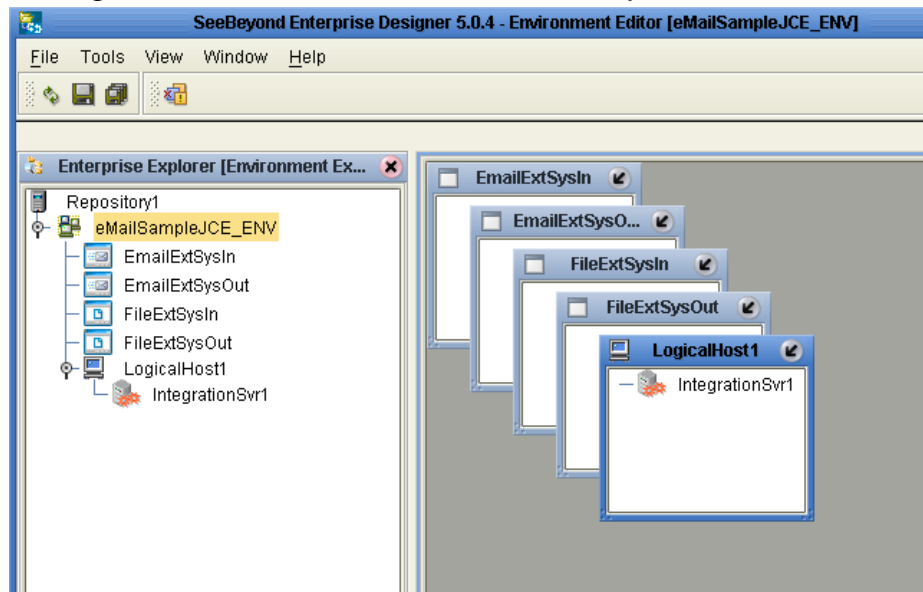 SeeBeyond Enterprise Designer 5.0.4 - Environment Editor [eMailSampleJCE_ENV]
File Tools View Window Help
Enterprise Explorer [Environment Ex...
Repository1
eMailSampleJCE_ENV
EmailExtSysIn
EmailExtSysOut
FileExtSysIn
FileExtSysOut
LogicalHost1
IntegrationSvr1
EmailExtSysIn
EmailExtSysO...
FileExtSysIn
FileExtSysOut
LogicalHost1
IntegrationSvr1